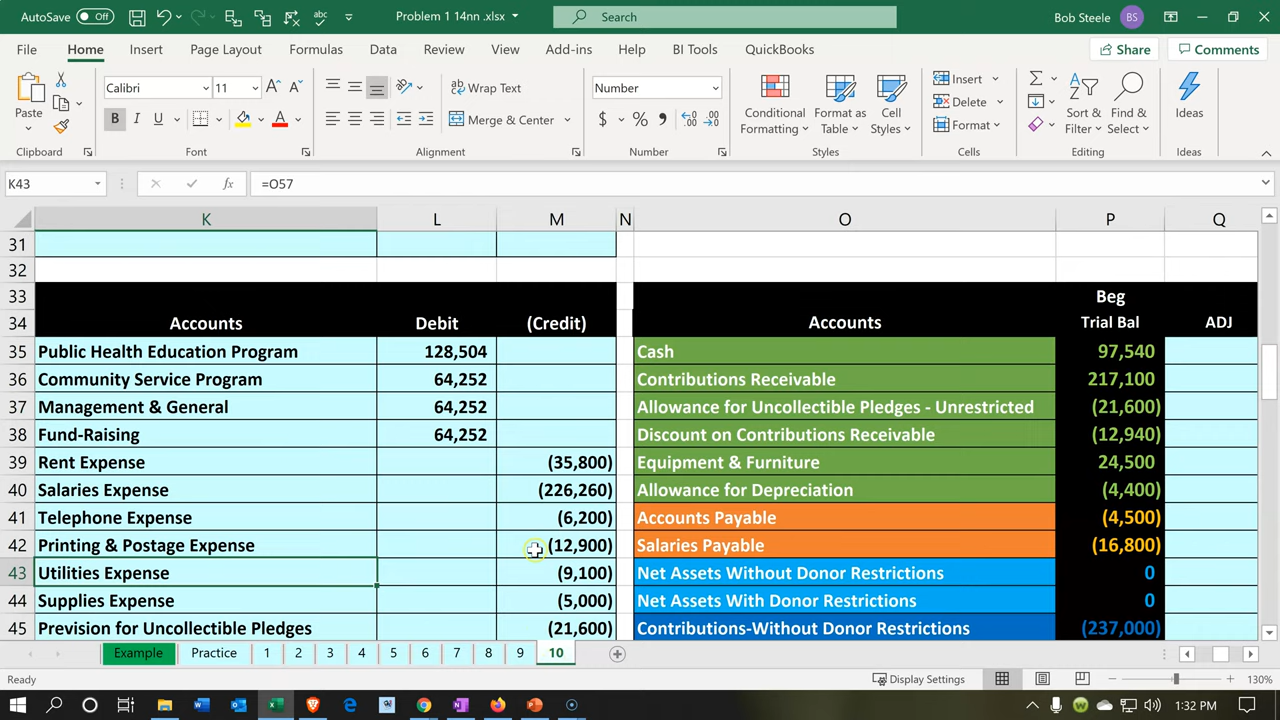 AutoSave Off Problem 1 14nn .xlsx Search Bob Steele BS
File Home Insert Page Layout Formulas Data Review View Add-ins Help BI Tools QuickBooks Share Comments
Calibri 11 Wrap Text Number Insert
Paste B I U Merge & Center $ % Conditional Formatting Format as Table Cell Styles Delete Format Sort & Filter Find & Select Ideas
Clipboard Font Alignment Number Styles Cells Editing Ideas
K43 fx =O57
K L M N O P Q
31
32
33 Beg
34 Accounts Debit (Credit) Accounts Trial Bal ADJ
35 Public Health Education Program 128,504 Cash 97,540
36 Community Service Program 64,252 Contributions Receivable 217,100
37 Management & General 64,252 Allowance for Uncollectible Pledges - Unrestricted (21,600)
38 Fund-Raising 64,252 Discount on Contributions Receivable (12,940)
39 Rent Expense (35,800) Equipment & Furniture 24,500
40 Salaries Expense (226,260) Allowance for Depreciation (4,400)
41 Telephone Expense (6,200) Accounts Payable (4,500)
42 Printing & Postage Expense (12,900) Salaries Payable (16,800)
43 Utilities Expense (9,100) Net Assets Without Donor Restrictions 0
44 Supplies Expense (5,000) Net Assets With Donor Restrictions 0
45 Prevision for Uncollectible Pledges (21,600) Contributions-Without Donor Restrictions (237,000)
Example Practice 1 2 3 4 5 6 7 8 9 10
Ready Display Settings 130%
1:32 PM